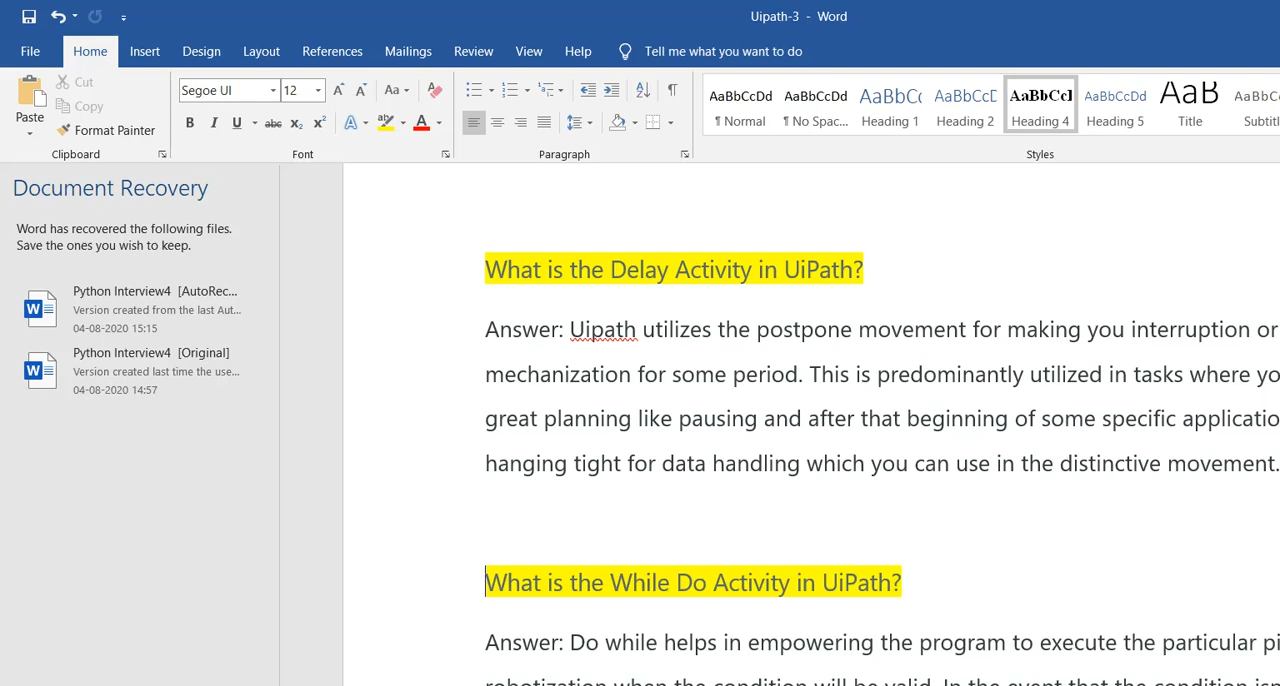 Uipath-3 - Word
File Home Insert Design Layout References Mailings Review View Help Tell me what you want to do
Paste
Cut
Copy
Format Painter
Clipboard
Segoe UI 12
Aa
B I U abc x₂ x² A ab A
Font
Paragraph
AaBbCcDd AaBbCcDd AaBbCc AaBbCcD AaBbCcI AaBbCcDd AaB AaBbCc
¶ Normal ¶ No Spac... Heading 1 Heading 2 Heading 4 Heading 5 Title Subtitl
Styles
Document Recovery
Word has recovered the following files.
Save the ones you wish to keep.
Python Interview4 [AutoRec...
Version created from the last Aut...
04-08-2020 15:15
Python Interview4 [Original]
Version created last time the use...
04-08-2020 14:57
What is the Delay Activity in UiPath?
Answer: Uipath utilizes the postpone movement for making you interruption or
mechanization for some period. This is predominantly utilized in tasks where yo
great planning like pausing and after that beginning of some specific applicatio
hanging tight for data handling which you can use in the distinctive movement.
What is the While Do Activity in UiPath?
Answer: Do while helps in empowering the program to execute the particular pi
robotization when the condition will be valid. In the event that the condition isn